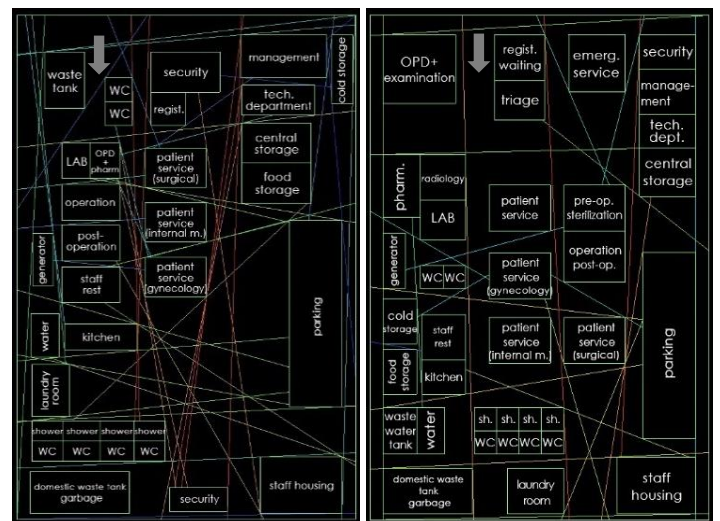 waste
tank
WC
WC
security
regist.
management
cold storage
tech.
department
central
storage
food
storage
LAB
OPD
+
pharm
patient
service
(surgical)
operation
patient
service
(internal m.)
post-
operation
generator
patient
service
(gynecology)
staff
rest
parking
water
kitchen
laundry
room
shower shower shower shower
WC WC WC WC
domestic waste tank
garbage
security
staff housing
OPD+
examination
regist.
waiting
triage
emerg.
service
security
manage-
ment
tech.
dept.
central
storage
pharm.
radiology
LAB
patient
service
pre-op.
sterilization
operation
post-op.
generator
WC WC
patient
service
(gynecology)
cold
storage
staff
rest
patient
service
(internal m.)
patient
service
(surgical)
parking
food
storage
kitchen
waste
water
tank
water
sh. sh. sh. sh.
WC WC WC WC
domestic waste tank
garbage
laundry
room
staff
housing